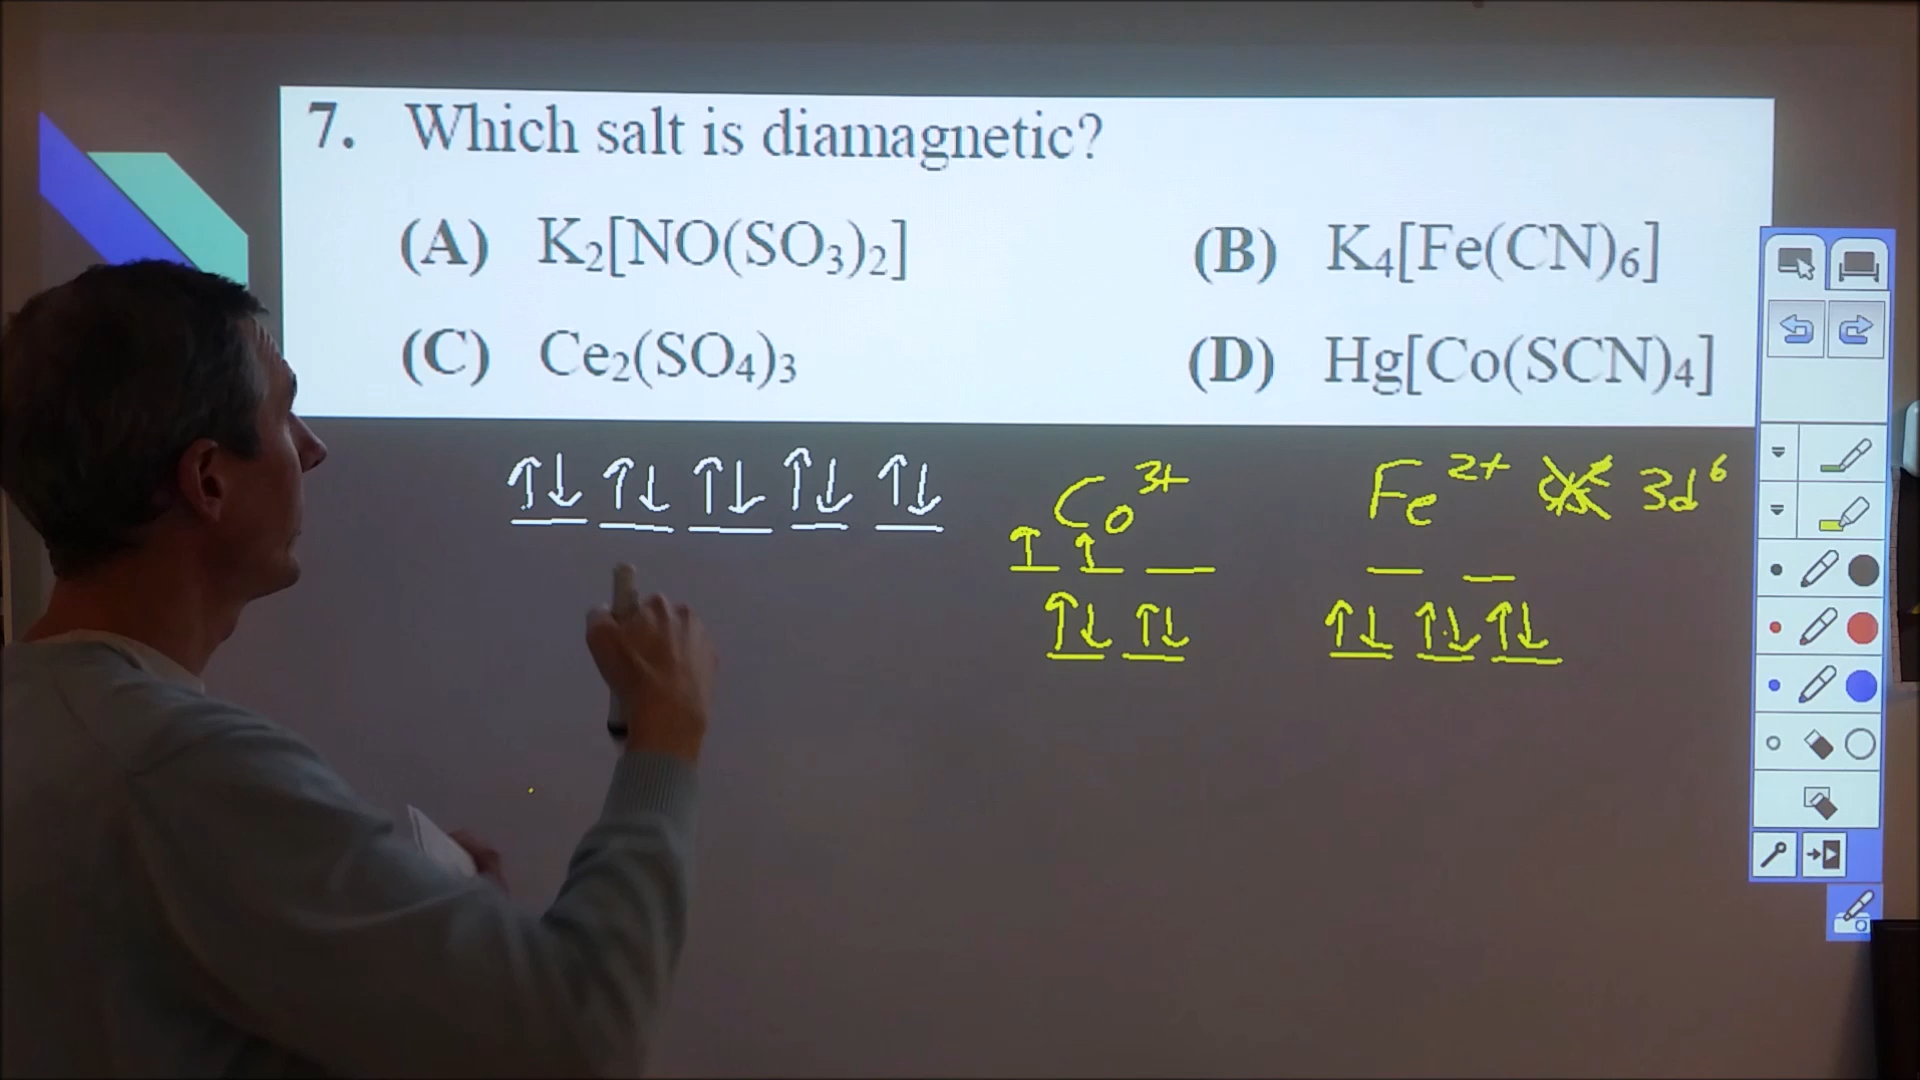 7. Which salt is diamagnetic?
(A) K₂[NO(SO₃)₂] (B) K₄[Fe(CN)₆]
(C) Ce₂(SO₄)₃ (D) Hg[Co(SCN)₄]
↑↓ ↑↓ ↑↓ ↑↓ ↑↓ Co³⁺ Fe²⁺ 3d⁶
↑ ↑
↑↓ ↑↓ ↑↓ ↑↓ ↑↓